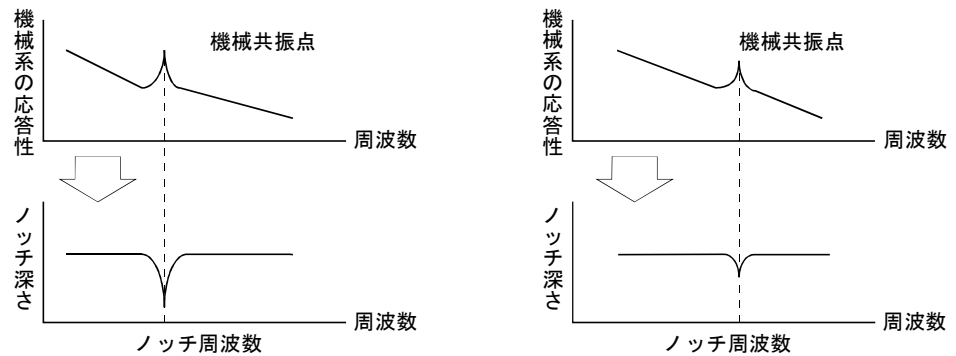 機械系の応答性
機械共振点
周波数
ノッチ深さ
周波数
ノッチ周波数
機械系の応答性
機械共振点
周波数
ノッチ深さ
周波数
ノッチ周波数